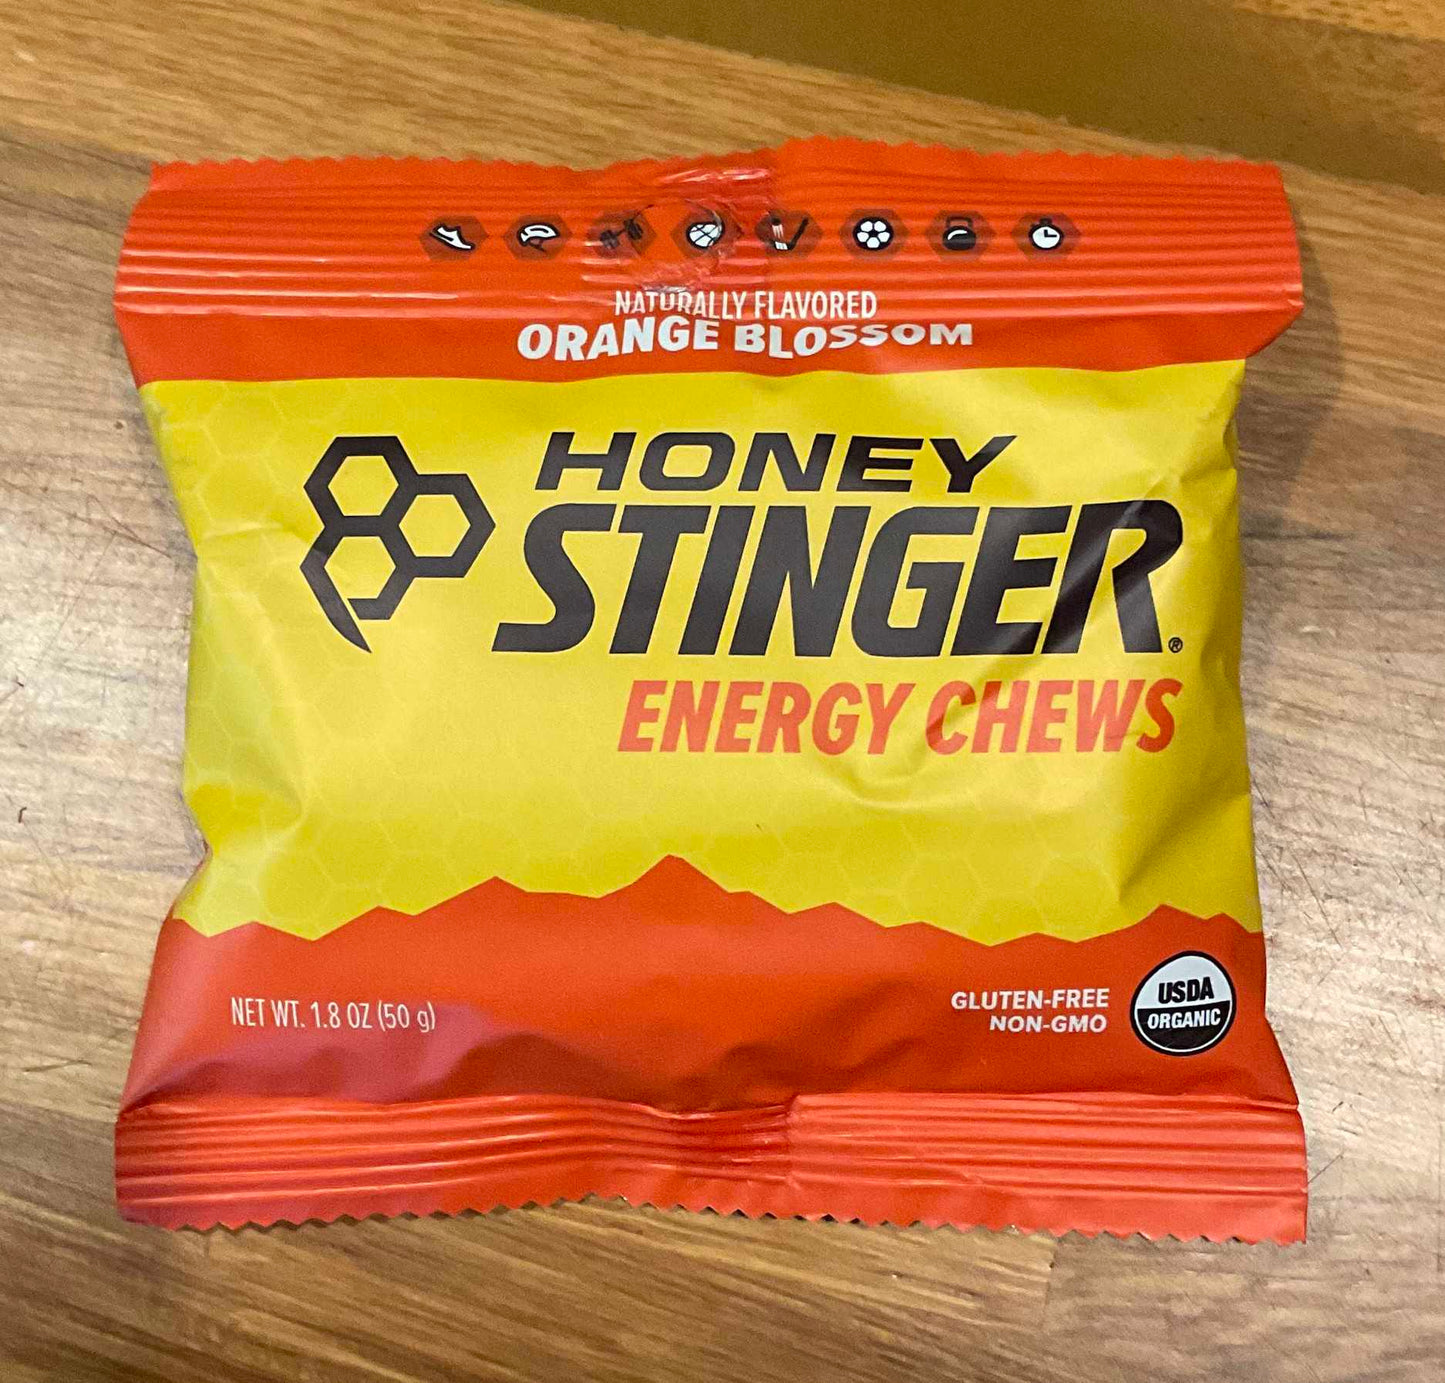 NATURALLY FLAVORED
ORANGE BLOSSOM
HONEY
STINGER®
ENERGY CHEWS
NET WT. 1.8 OZ (50 g)
GLUTEN-FREE
NON-GMO
USDA
ORGANIC